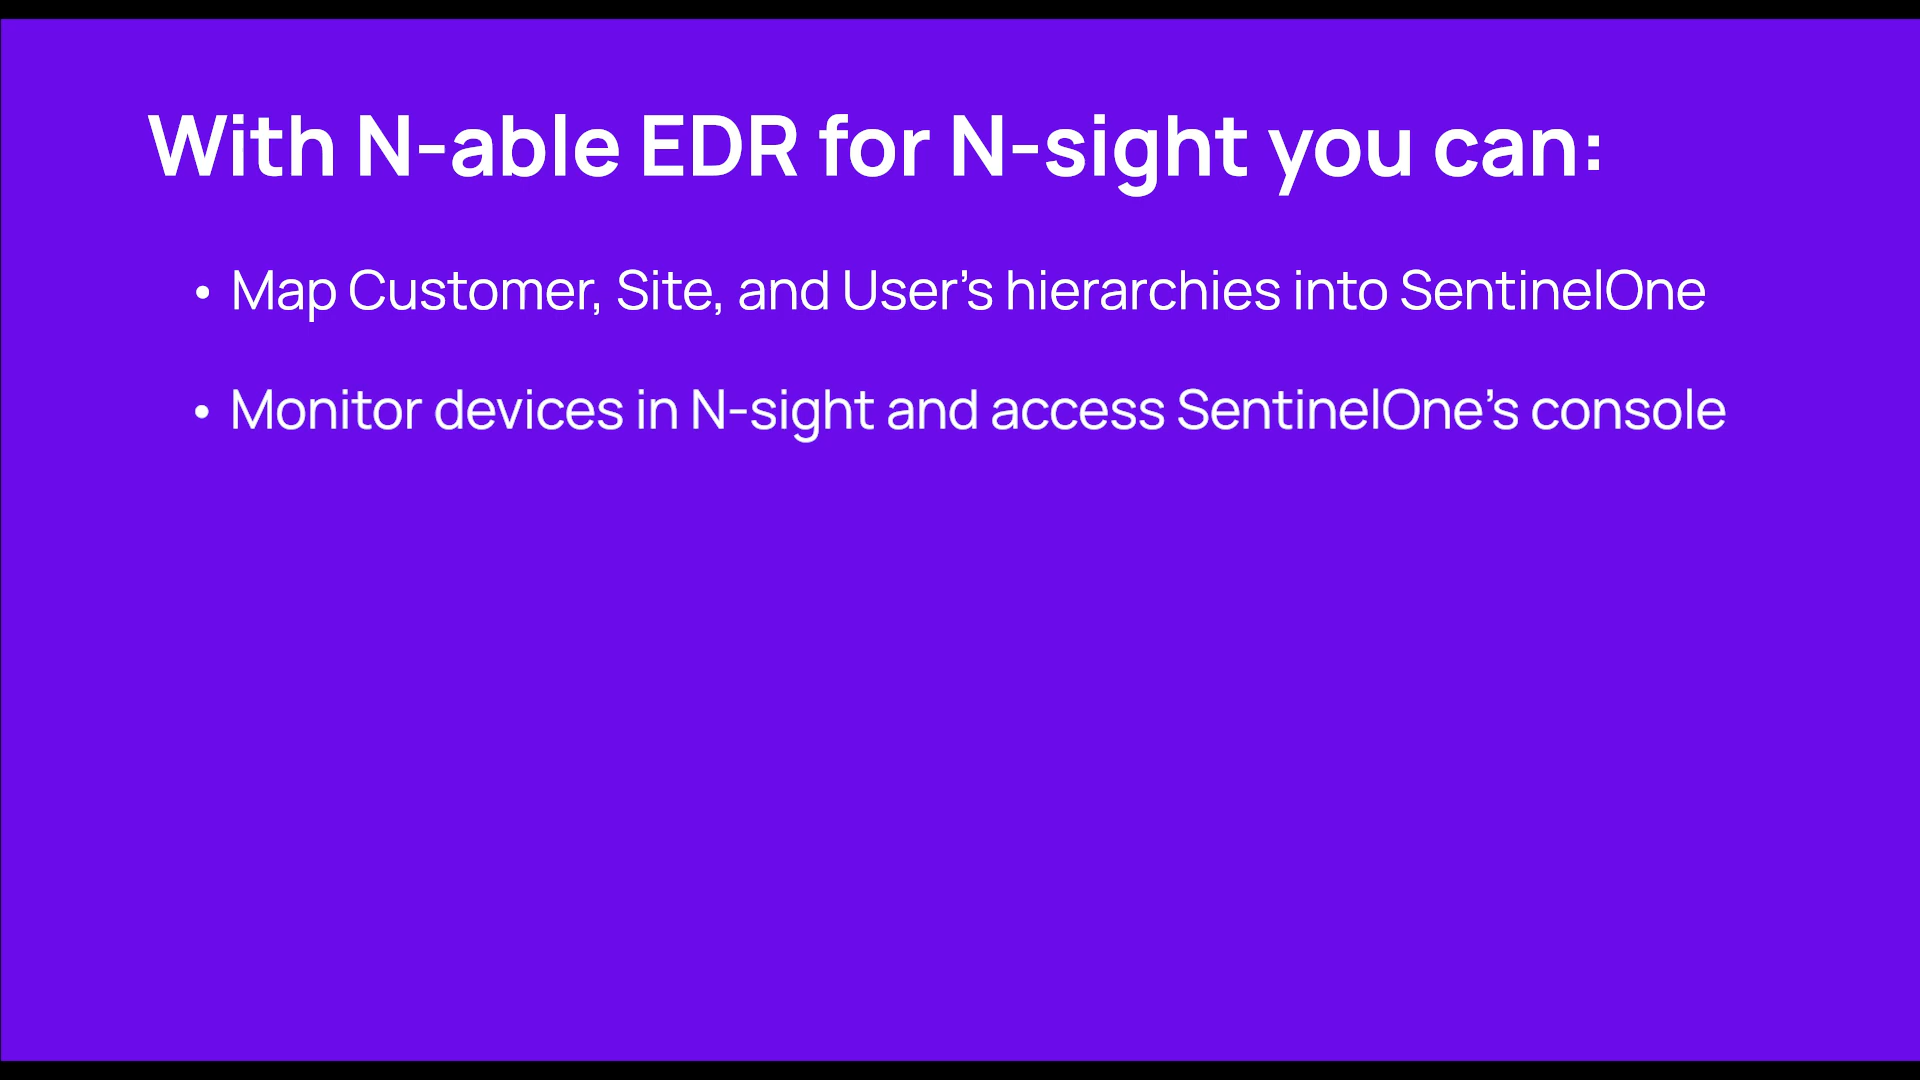 With N-able EDR for N-sight you can:
• Map Customer, Site, and User’s hierarchies into SentinelOne
• Monitor devices in N-sight and access SentinelOne’s console